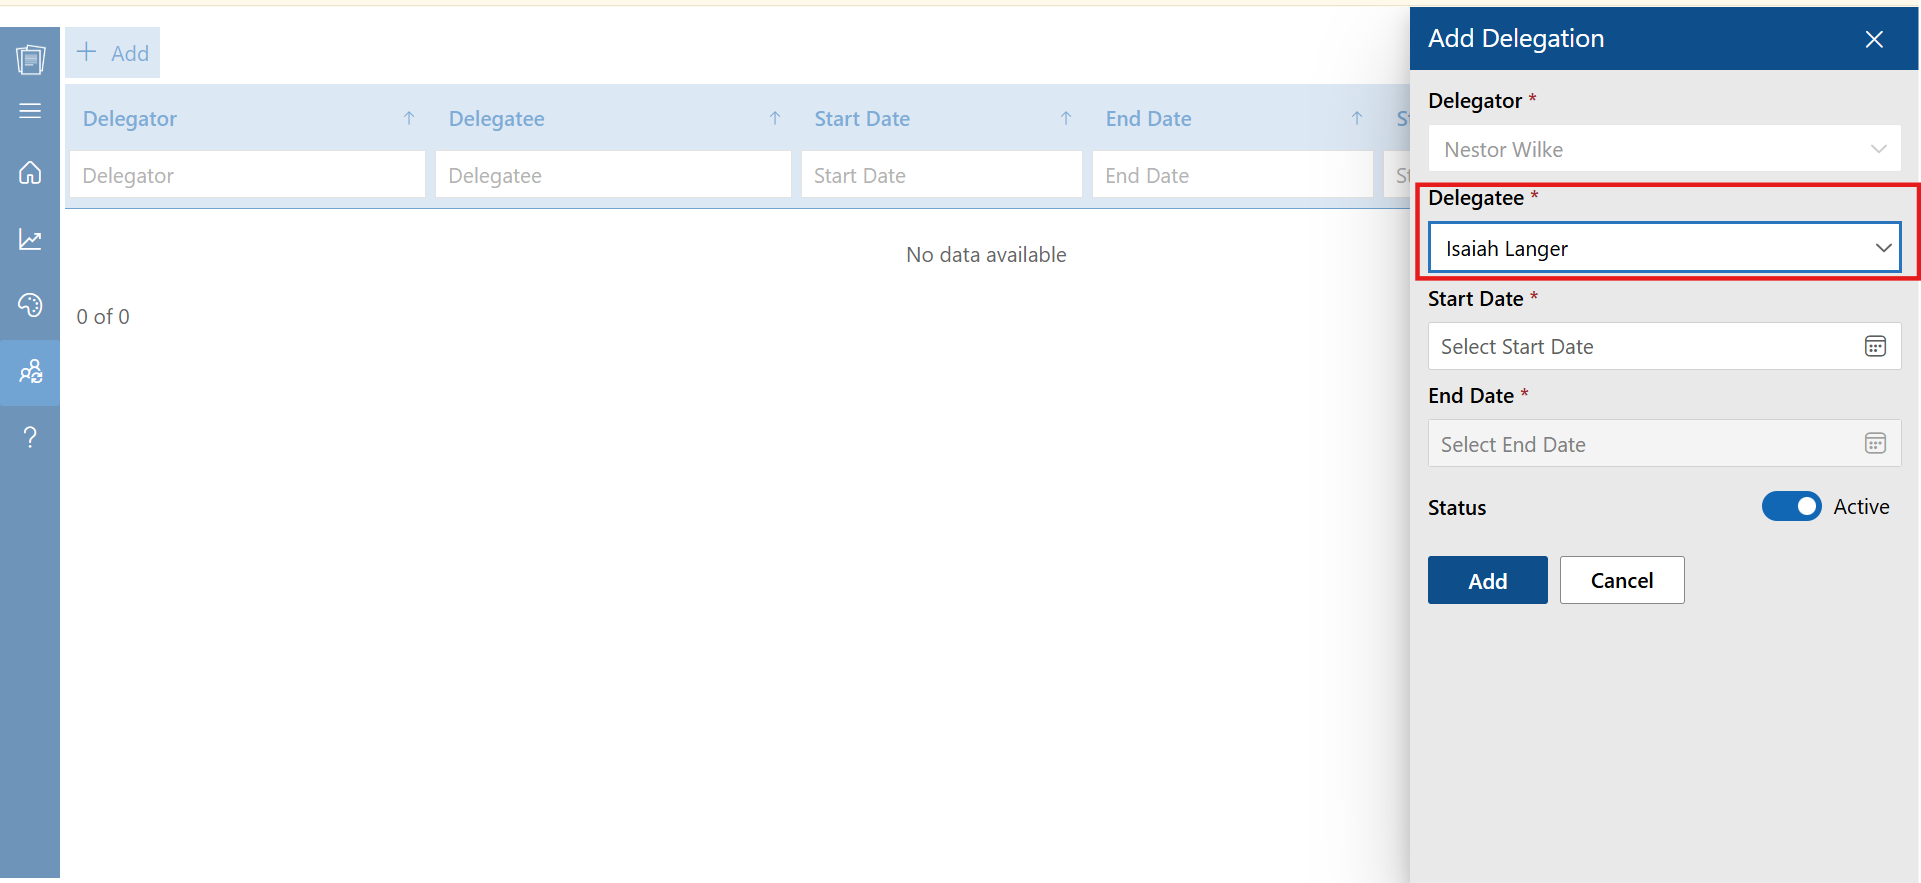 Add
Delegator
Delegatee
Start Date
End Date
Delegator
Delegatee
Start Date
End Date
No data available
0 of 0
Add Delegation
Delegator *
Nestor Wilke
Delegatee *
Isaiah Langer
Start Date *
Select Start Date
End Date *
Select End Date
Status
Active
Add
Cancel